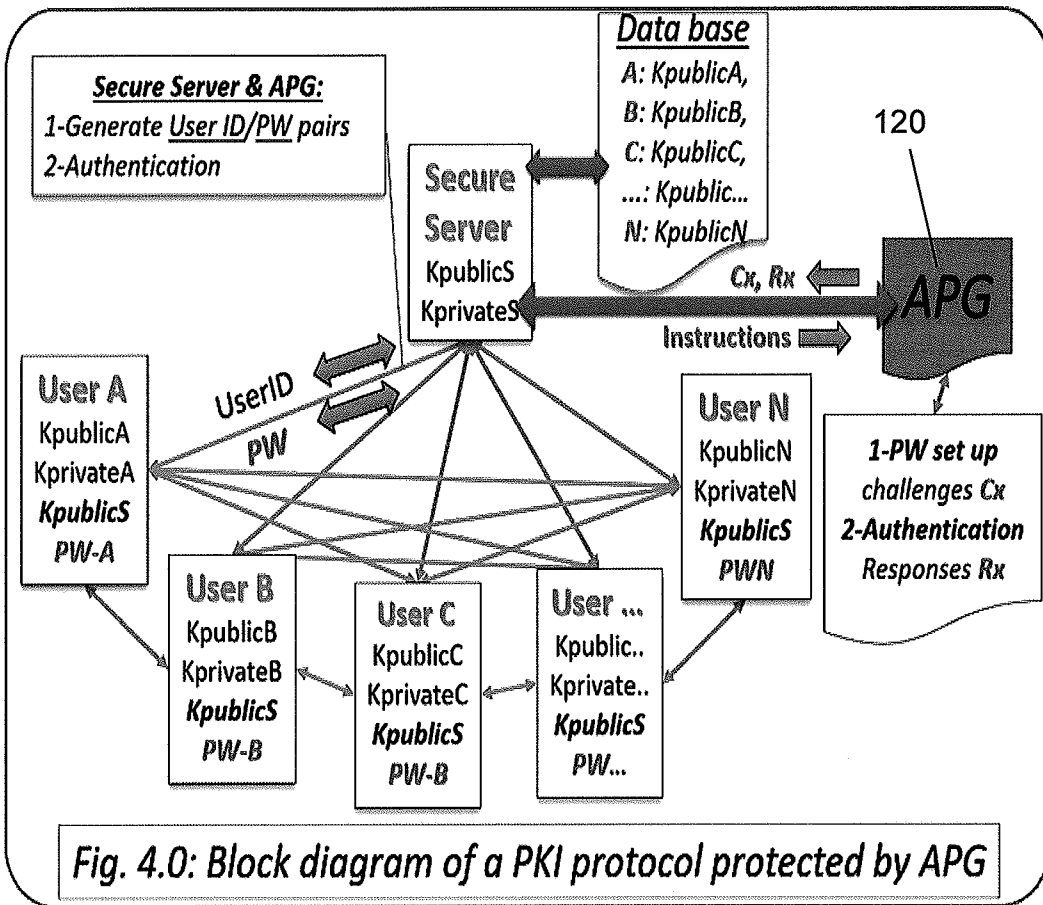 Data base
A: KpublicA,
B: KpublicB,
C: KpublicC,
...: Kpublic...
N: KpublicN
Secure Server & APG:
1-Generate User ID/PW pairs
2-Authentication
120
Secure
Server
KpublicS
KprivateS
Cx, Rx
Instructions
APG
UserID
PW
User A
KpublicA
KprivateA
KpublicS
PW-A
User B
KpublicB
KprivateB
KpublicS
PW-B
User C
KpublicC
KprivateC
KpublicS
PW-B
User ...
Kpublic..
Kprivate..
KpublicS
PW...
User N
KpublicN
KprivateN
KpublicS
PWN
1-PW set up
challenges Cx
2-Authentication
Responses Rx
Fig. 4.0: Block diagram of a PKI protocol protected by APG